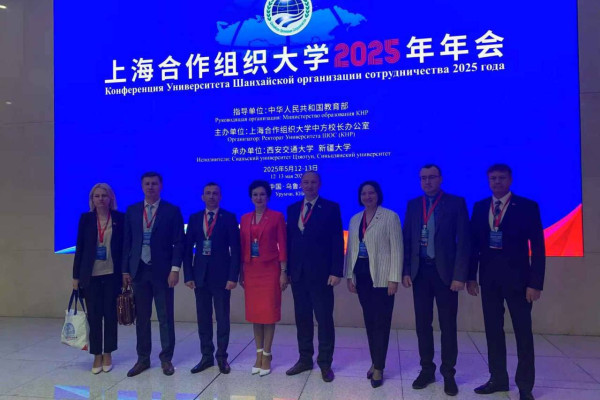 上海合作组织大学2025年年会
Конференция Университета Шанхайской организации сотрудничества 2025 года
指导单位:中华人民共和国教育部
Руководящая организация: Министерство образования КНР
主办单位:上海合作组织大学中方校长办公室
Организатор: Ректорат Университета ШОС (КНР)
承办单位:西安交通大学 新疆大学
Исполнители: Сианьский университет Цзяотун, Синьцзянский университет
2025年5月12-13日
12-13 мая 2025
中国·乌鲁
Урумчи,